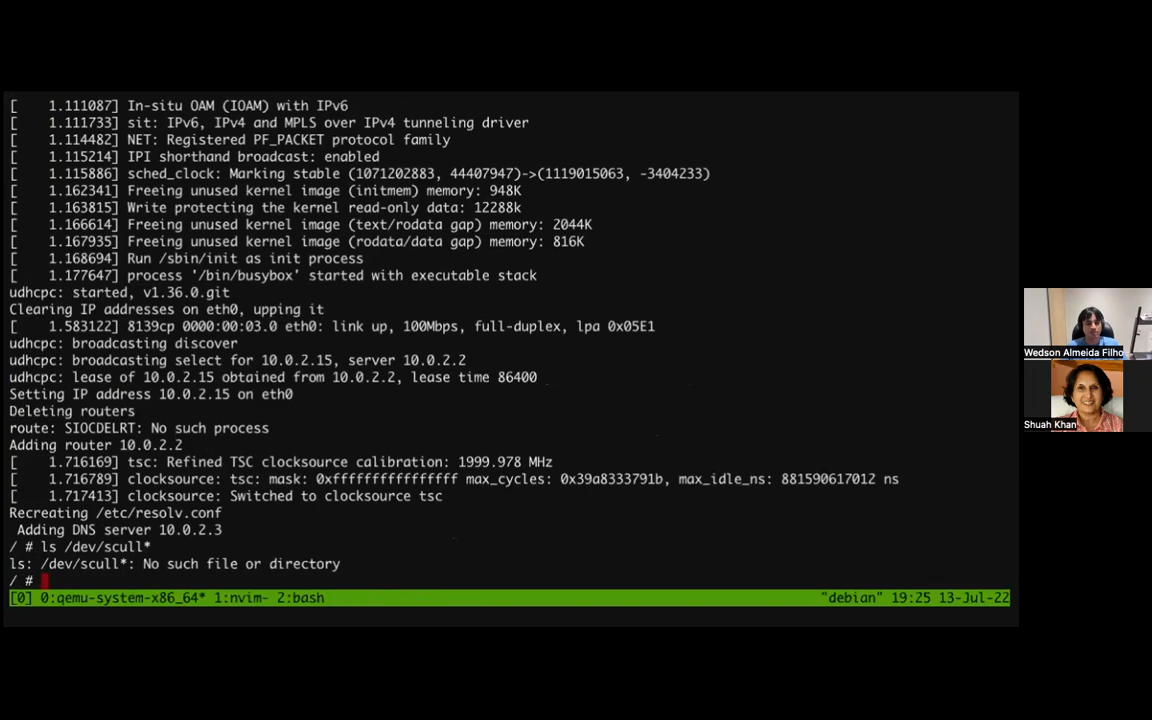 [    1.111087] In-situ OAM (IOAM) with IPv6
[    1.111733] sit: IPv6, IPv4 and MPLS over IPv4 tunneling driver
[    1.114482] NET: Registered PF_PACKET protocol family
[    1.115214] IPI shorthand broadcast: enabled
[    1.115886] sched_clock: Marking stable (1071202883, 44407947)->(1119015063, -3404233)
[    1.162341] Freeing unused kernel image (initmem) memory: 948K
[    1.163815] Write protecting the kernel read-only data: 12288k
[    1.166614] Freeing unused kernel image (text/rodata gap) memory: 2044K
[    1.167935] Freeing unused kernel image (rodata/data gap) memory: 816K
[    1.168694] Run /sbin/init as init process
[    1.177647] process '/bin/busybox' started with executable stack
udhcpc: started, v1.36.0.git
Clearing IP addresses on eth0, upping it
[    1.583122] 8139cp 0000:00:03.0 eth0: link up, 100Mbps, full-duplex, lpa 0x05E1
udhcpc: broadcasting discover
udhcpc: broadcasting select for 10.0.2.15, server 10.0.2.2
udhcpc: lease of 10.0.2.15 obtained from 10.0.2.2, lease time 86400
Setting IP address 10.0.2.15 on eth0
Deleting routers
route: SIOCDELRT: No such process
Adding router 10.0.2.2
[    1.716169] tsc: Refined TSC clocksource calibration: 1999.978 MHz
[    1.716789] clocksource: tsc: mask: 0xffffffffffffffff max_cycles: 0x39a8333791b, max_idle_ns: 881590617012 ns
[    1.717413] clocksource: Switched to clocksource tsc
Recreating /etc/resolv.conf
 Adding DNS server 10.0.2.3
/ # ls /dev/scull*
ls: /dev/scull*: No such file or directory
/ #
[0] 0:qemu-system-x86_64* 1:nvim- 2:bash "debian" 19:25 13-Jul-22
Wedson Almeida Filho
Shuah Khan